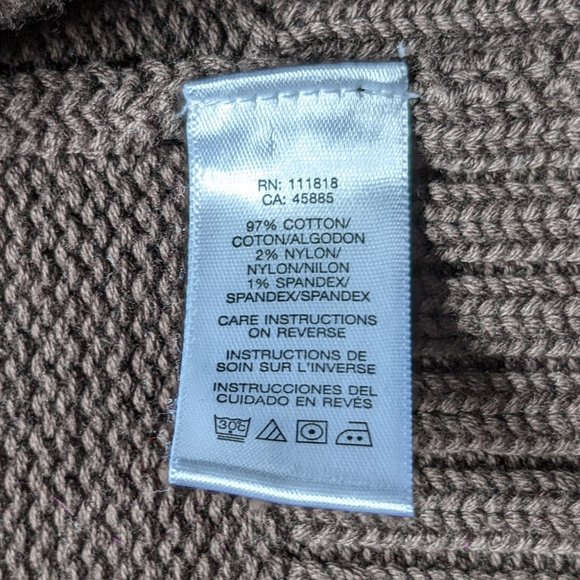 RN: 111818
CA: 45885
97% COTTON/
COTON/ALGODON
2% NYLON/
NYLON/NILON
1% SPANDEX/
SPANDEX/SPANDEX
CARE INSTRUCTIONS
ON REVERSE
INSTRUCTIONS DE
SOIN SUR L'INVERSE
INSTRUCCIONES DEL
CUIDADO EN REVÉS
30C